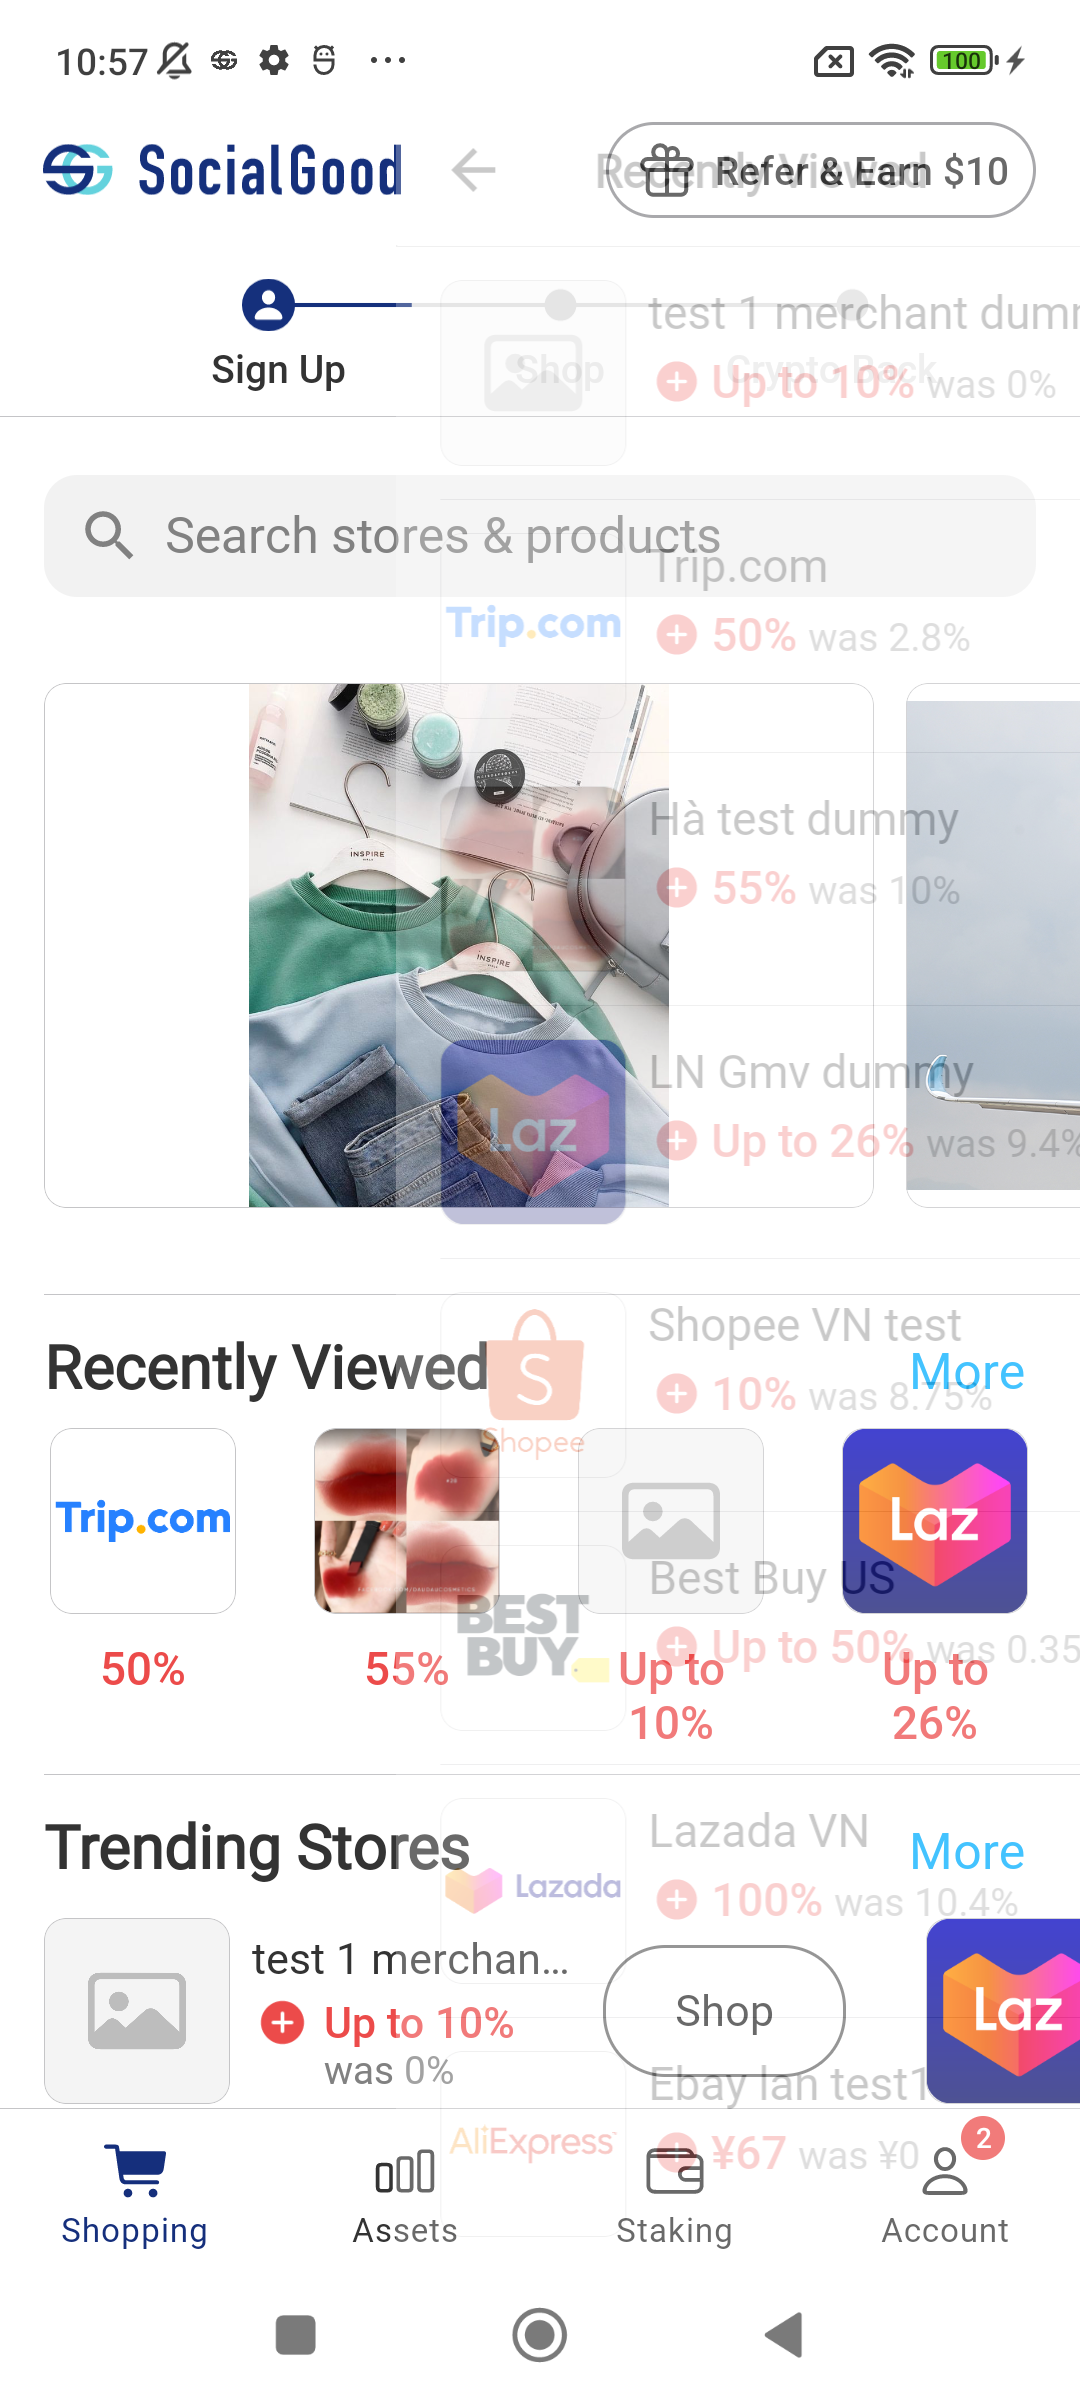 10:57
100
SocialGood
Refer & Earn $10
Recently Viewed
Sign Up
Shop
Crypto Back
test 1 merchant dumm
Up to 10% was 0%
Search stores & products
Trip.com
Trip.com
50% was 2.8%
INSPIRE
INSPIRE
Hà test dummy
55% was 10%
LN Gmv dummy
Laz
Up to 26% was 9.4%
Shopee VN test
Shopee
10% was 8.75%
Recently Viewed
More
Trip.com
Laz
Best Buy US
BEST BUY
Up to 50% was 0.35
50%
55%
Up to 10%
Up to 26%
Trending Stores
More
Lazada VN
Lazada
100% was 10.4%
test 1 merchan...
Up to 10%
was 0%
Shop
Laz
Ebay lan test1
AliExpress
¥67 was ¥0
2
Shopping
Assets
Staking
Account